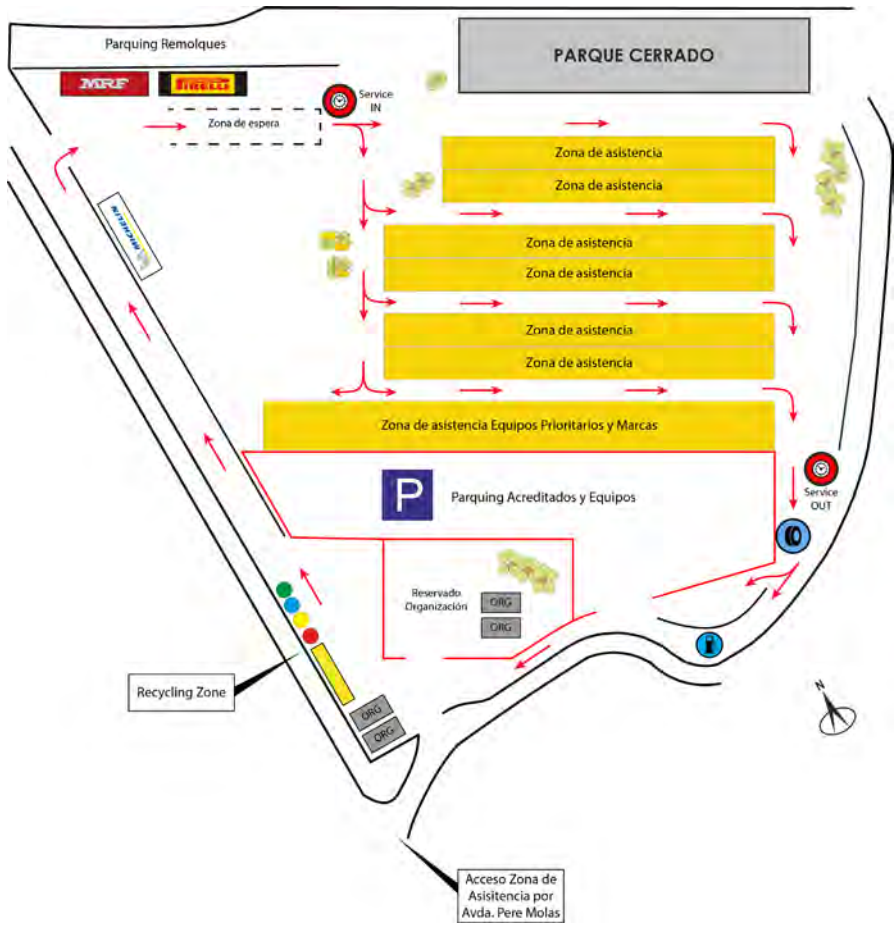 Parquing Remolques
PARQUE CERRADO
MRF
PIRELLI
Service
IN
Zona de espera
Zona de asistencia
Zona de asistencia
MICHELIN
Zona de asistencia
Zona de asistencia
Zona de asistencia
Zona de asistencia
Zona de asistencia Equipos Prioritarios y Marcas
P
Parquing Acreditados y Equipos
Service
OUT
Reservado
Organización
ORG
ORG
Recycling Zone
ORG
ORG
N
Acceso Zona de
Asisitencia por
Avda. Pere Molas